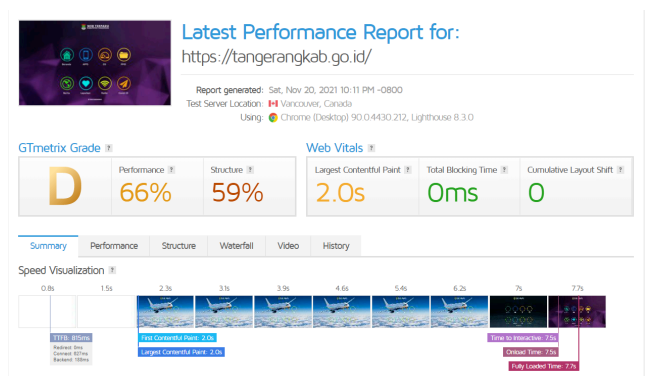 Latest Performance Report for:
https://tangerangkab.go.id/
Report generated: Sat, Nov 20, 2021 10:11 PM -0800
Test Server Location: Vancouver, Canada
Using: Chrome (Desktop) 90.0.4430.212, Lighthouse 8.3.0
GTmetrix Grade ?
Web Vitals ?
D
Performance ?
66%
Structure ?
59%
Largest Contentful Paint ?
2.0s
Total Blocking Time ?
0ms
Cumulative Layout Shift ?
0
Summary Performance Structure Waterfall Video History
Speed Visualization ?
0.8s 1.5s 2.3s 3.1s 3.9s 4.6s 5.4s 6.2s 7s 7.7s
TTFB: 815ms
Redirect: 0ms
Connect: 627ms
Backend: 188ms
First Contentful Paint: 2.0s
Largest Contentful Paint: 2.0s
Time to Interactive: 7.5s
Onload Time: 7.5s
Fully Loaded Time: 7.7s